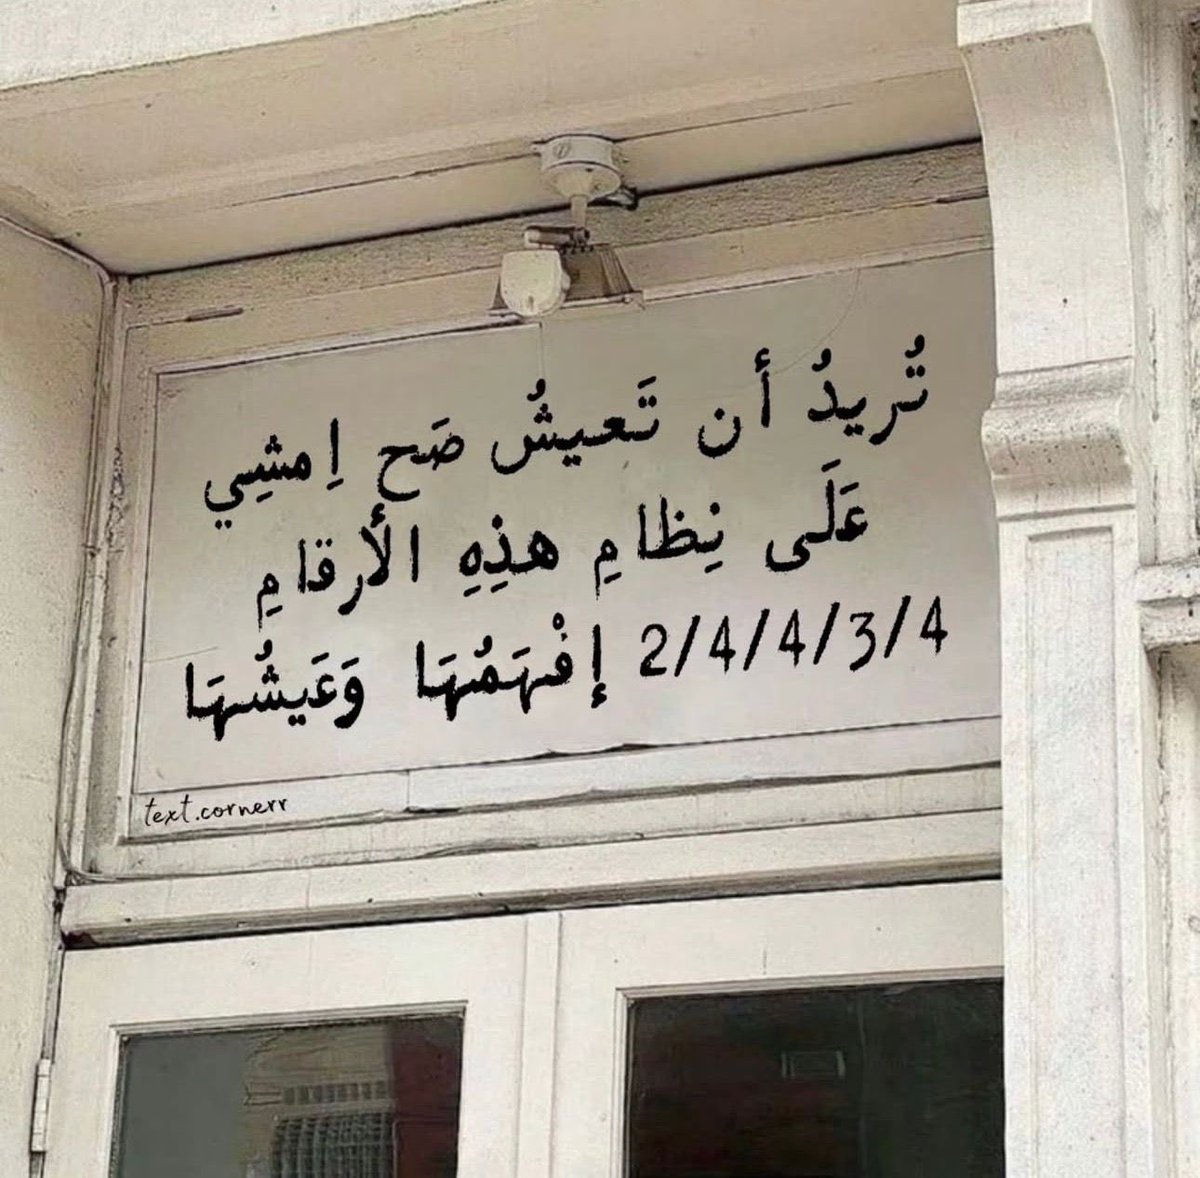 تُريدُ أن تَعيشُ صَح اِمشِي
عَلَى نِظامِ هذِهِ الأرقامِ
2/4/4/3/4 إفْهَمُهَا وَعَيشُهَا
text.cornerr